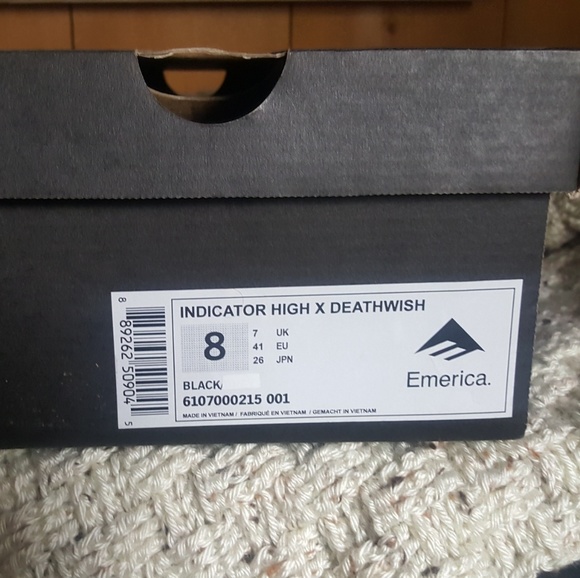 INDICATOR HIGH X DEATHWISH
8
7 UK
41 EU
26 JPN
BLACK/
6107000215 001
MADE IN VIETNAM / FABRIQUÉ EN VIETNAM / GEMACHT IN VIETNAM
Emerica.
8 89262 50904 5